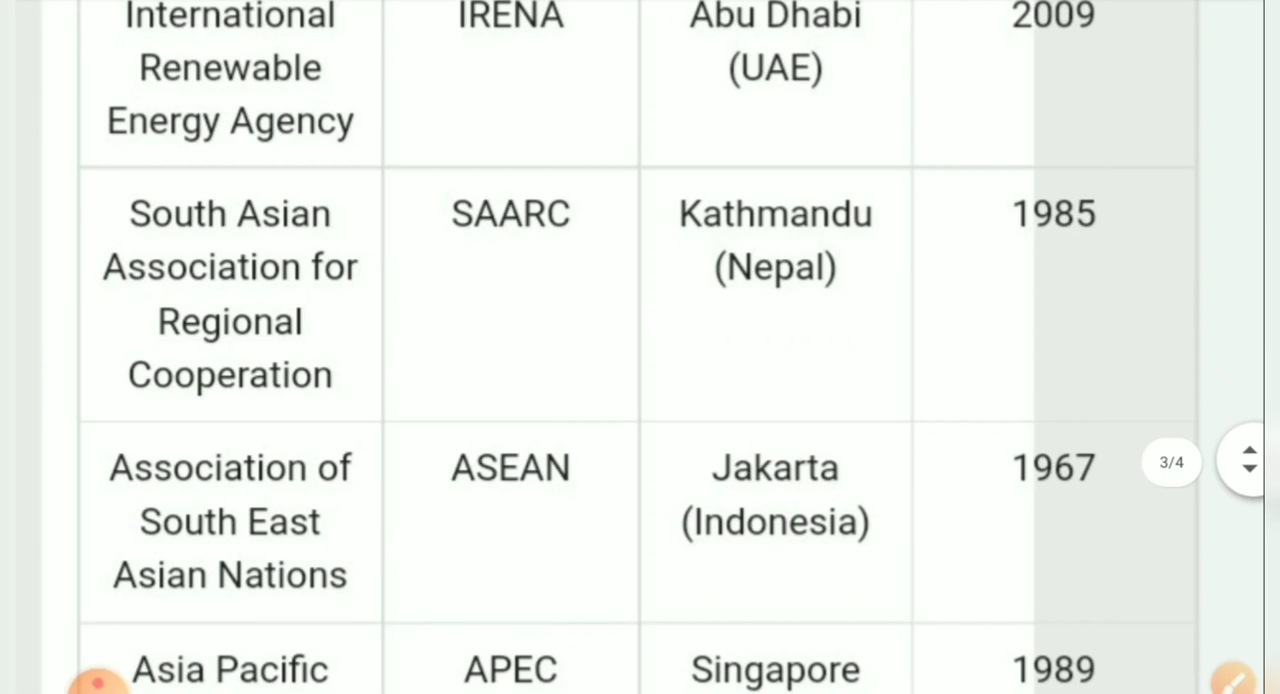 International
Renewable
Energy Agency
IRENA
Abu Dhabi
(UAE)
2009
South Asian
Association for
Regional
Cooperation
SAARC
Kathmandu
(Nepal)
1985
Association of
South East
Asian Nations
ASEAN
Jakarta
(Indonesia)
1967
3/4
Asia Pacific
APEC
Singapore
1989